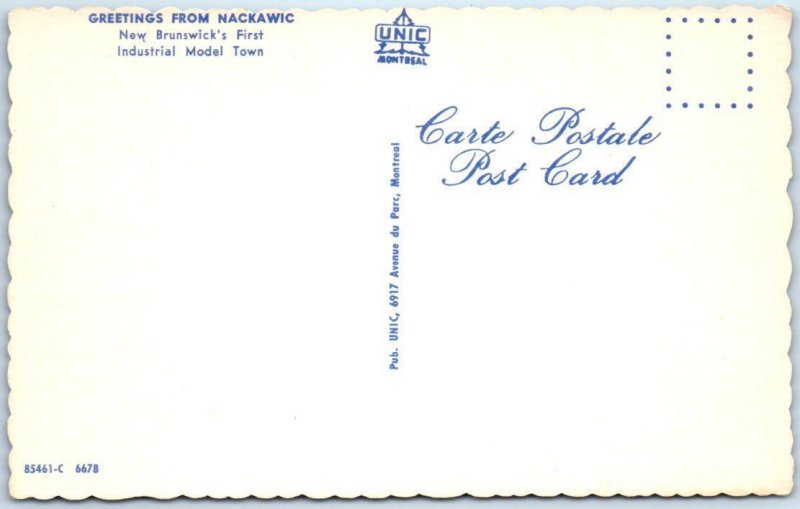 GREETINGS FROM NACKAWIC
New Brunswick's First
Industrial Model Town
UNIC
MONTREAL
Carte Postale
Post Card
Pub. UNIC, 6917 Avenue du Parc, Montreal
85461-C 6678